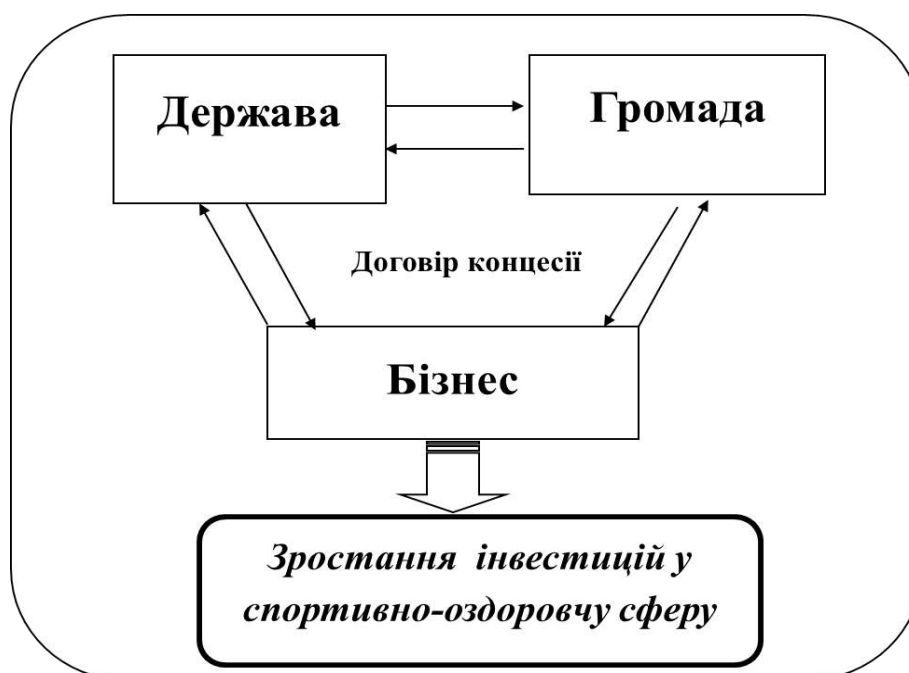 Держава
Громада
Договір концесії
Бізнес
Зростання інвестицій у
спортивно-оздоровчу сферу